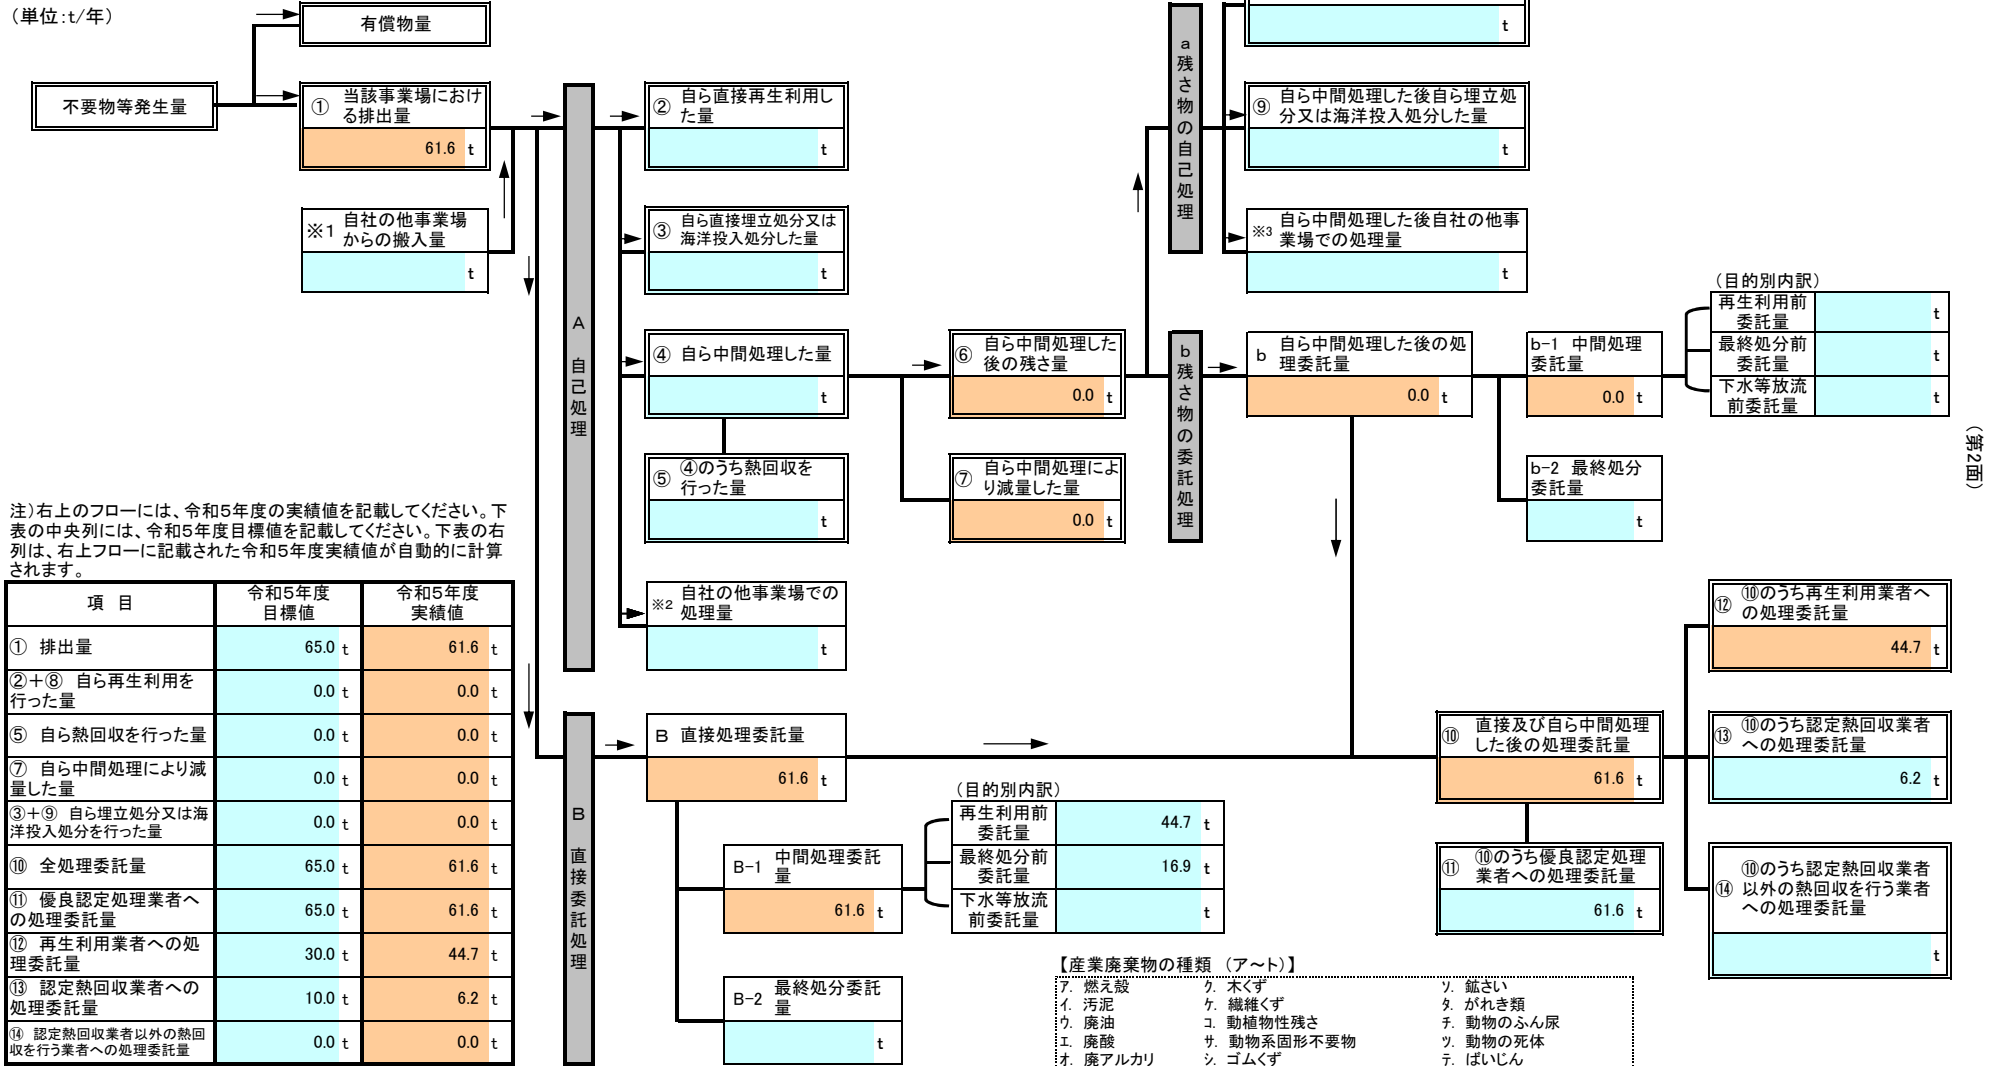 (単位:t/年)
有償物量
不要物等発生量
① 当該事業場におけ
る排出量
61.6 t
※1 自社の他事業場
からの搬入量
t
A 自己処理
② 自ら直接再生利用し
た量
t
③ 自ら直接埋立処分又は
海洋投入処分した量
t
④ 自ら中間処理した量
t
⑤ ④のうち熱回収を
行った量
t
※2 自社の他事業場での
処理量
t
⑥ 自ら中間処理した
後の残さ量
0.0 t
⑦ 自ら中間処理によ
り減量した量
0.0 t
a 残さ物の自己処理
t
⑨ 自ら中間処理した後自ら埋立処
分又は海洋投入処分した量
t
※3 自ら中間処理した後自社の他事
業場での処理量
t
b 残さ物の委託処理
b 自ら中間処理した後の処
理委託量
0.0 t
b-1 中間処理
委託量
0.0 t
b-2 最終処分
委託量
t
(目的別内訳)
再生利用前
委託量
t
最終処分前
委託量
t
下水等放流
前委託量
t
(第2面)
注)右上のフローには、令和5年度の実績値を記載してください。下
表の中央列には、令和5年度目標値を記載してください。下表の右
列は、右上フローに記載された令和5年度実績値が自動的に計算
されます。
項 目 令和5年度 目標値 令和5年度 実績値
① 排出量 65.0 t 61.6 t
②+⑧ 自ら再生利用を
行った量 0.0 t 0.0 t
⑤ 自ら熱回収を行った量 0.0 t 0.0 t
⑦ 自ら中間処理により減
量した量 0.0 t 0.0 t
③+⑨ 自ら埋立処分又は海
洋投入処分を行った量 0.0 t 0.0 t
⑩ 全処理委託量 65.0 t 61.6 t
⑪ 優良認定処理業者へ
の処理委託量 65.0 t 61.6 t
⑫ 再生利用業者への処
理委託量 30.0 t 44.7 t
⑬ 認定熱回収業者への
処理委託量 10.0 t 6.2 t
⑭ 認定熱回収業者以外の熱回
収を行う業者への処理委託量 0.0 t 0.0 t
B 直接委託処理
B 直接処理委託量
61.6 t
B-1 中間処理委託
量
61.6 t
B-2 最終処分委託
量
t
(目的別内訳)
再生利用前
委託量
44.7 t
最終処分前
委託量
16.9 t
下水等放流
前委託量
t
⑩ 直接及び自ら中間処理
した後の処理委託量
61.6 t
⑪ ⑩のうち優良認定処理
業者への処理委託量
61.6 t
⑫ ⑩のうち再生利用業者へ
の処理委託量
44.7 t
⑬ ⑩のうち認定熱回収業者
への処理委託量
6.2 t
⑭ ⑩のうち認定熱回収業者
以外の熱回収を行う業者
への処理委託量
t
【産業廃棄物の種類 (ア~ト)】
ア. 燃え殻 ク. 木くず ソ. 鉱さい
イ. 汚泥 ケ. 繊維くず タ. がれき類
ウ. 廃油 コ. 動植物性残さ チ. 動物のふん尿
エ. 廃酸 サ. 動物系固形不要物 ツ. 動物の死体
オ. 廃アルカリ シ. ゴムくず テ. ばいじん